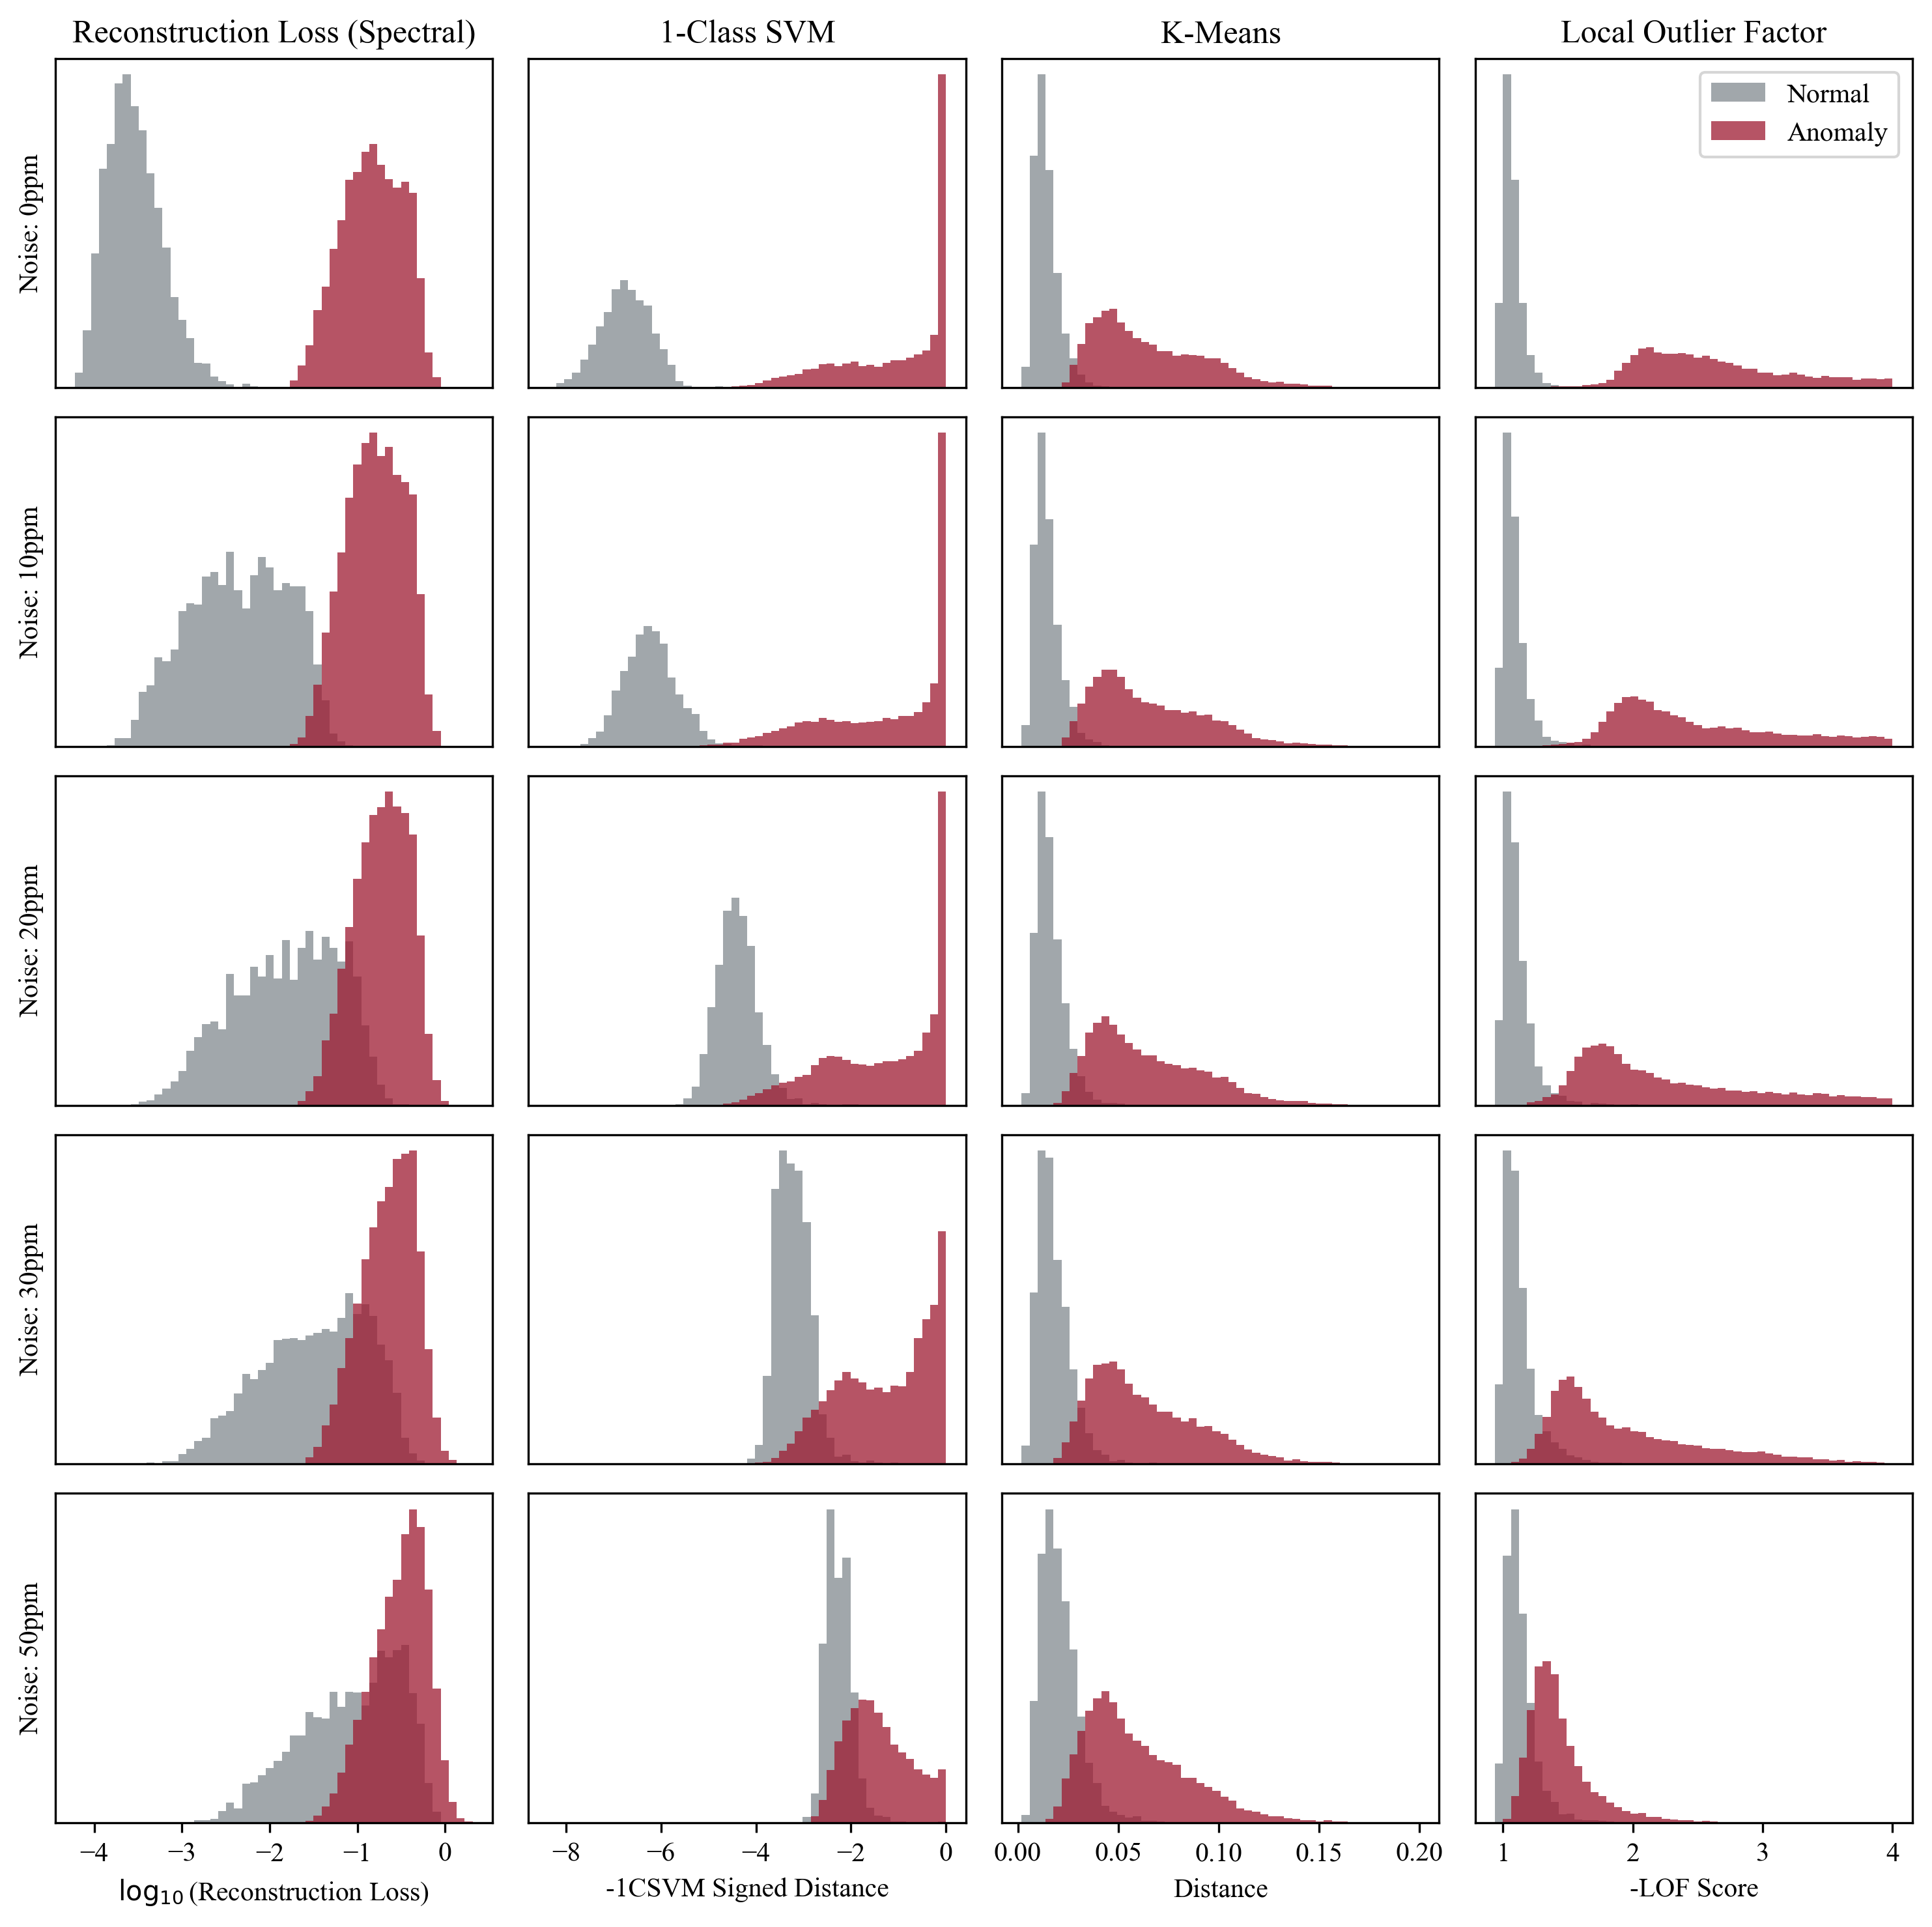 Reconstruction Loss (Spectral) 1-Class SVM K-Means Local Outlier Factor
Normal
Anomaly
Noise: 0ppm
Noise: 10ppm
Noise: 20ppm
Noise: 30ppm
Noise: 50ppm
−4 −3 −2 −1 0 −8 −6 −4 −2 0 0.00 0.05 0.10 0.15 0.20 1 2 3 4
log₁₀(Reconstruction Loss) -1CSVM Signed Distance Distance -LOF Score